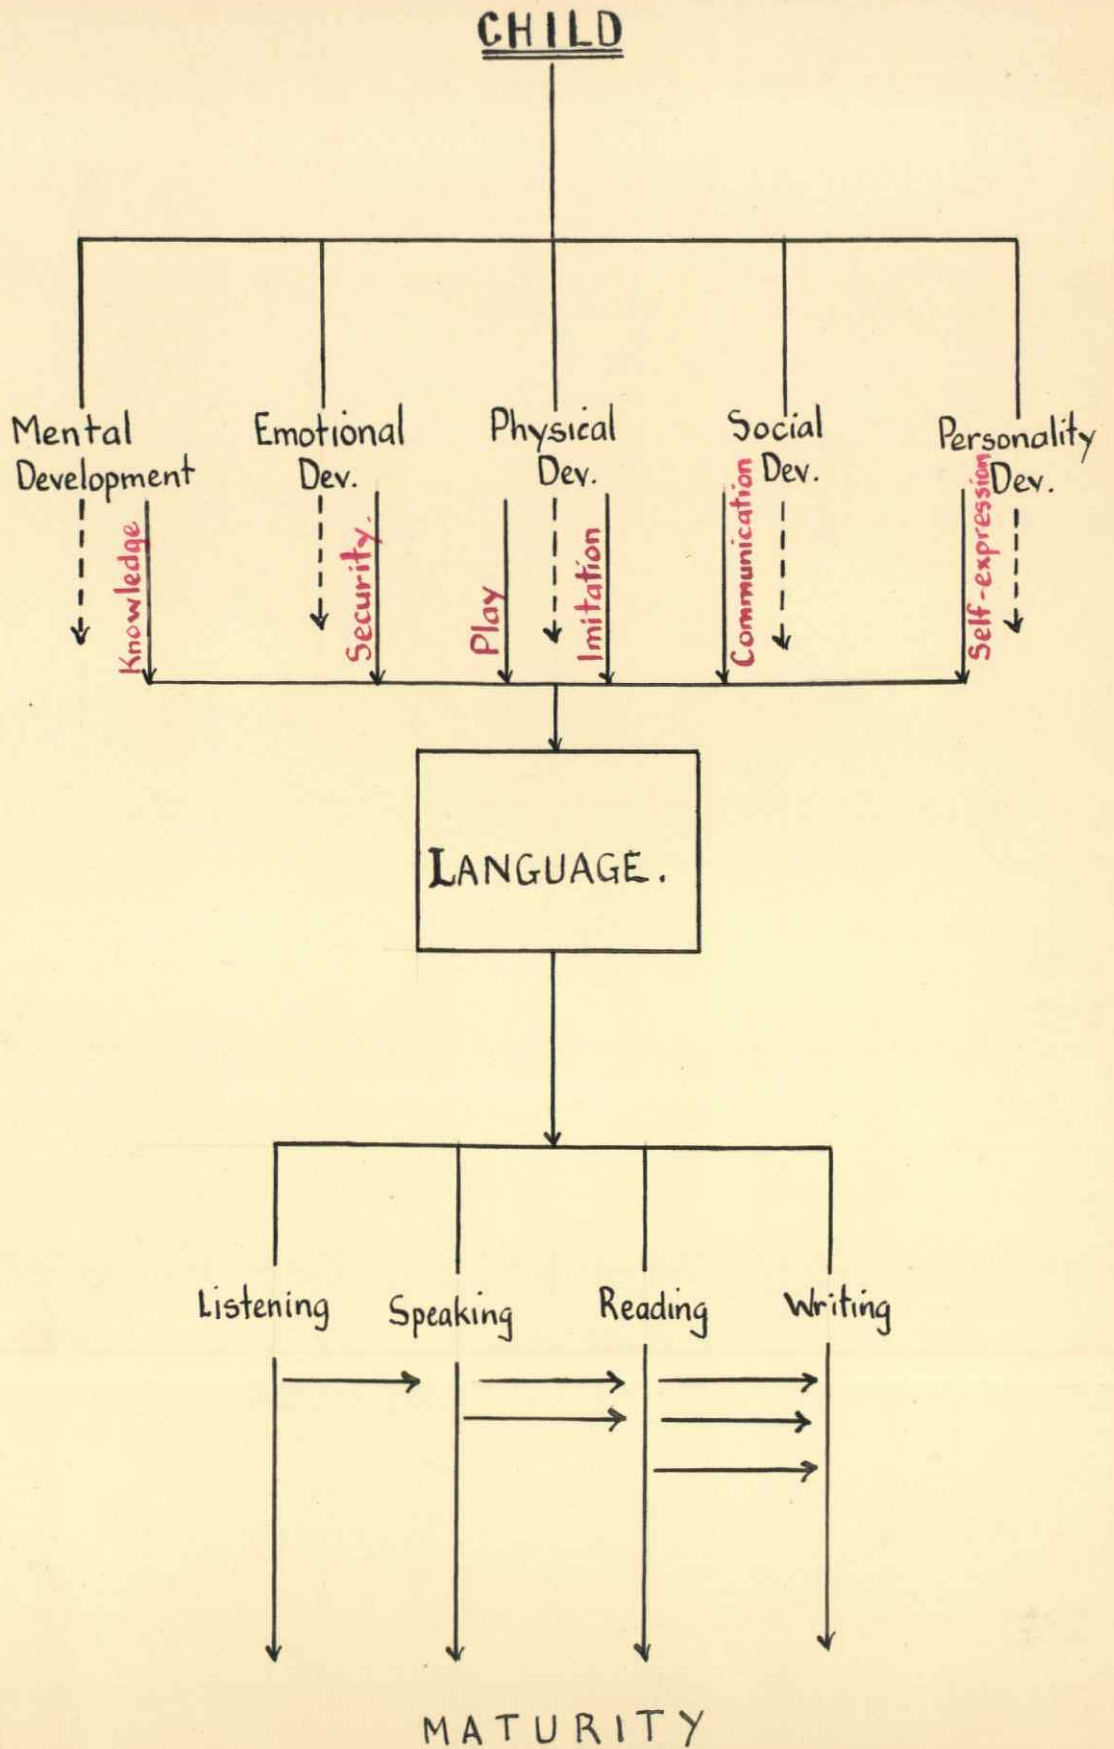 CHILD
Mental
Development
Emotional
Dev.
Physical
Dev.
Social
Dev.
Personality
Dev.
Knowledge
Security.
Play
Imitation
Communication
Self-expression
LANGUAGE.
Listening
Speaking
Reading
Writing
MATURITY